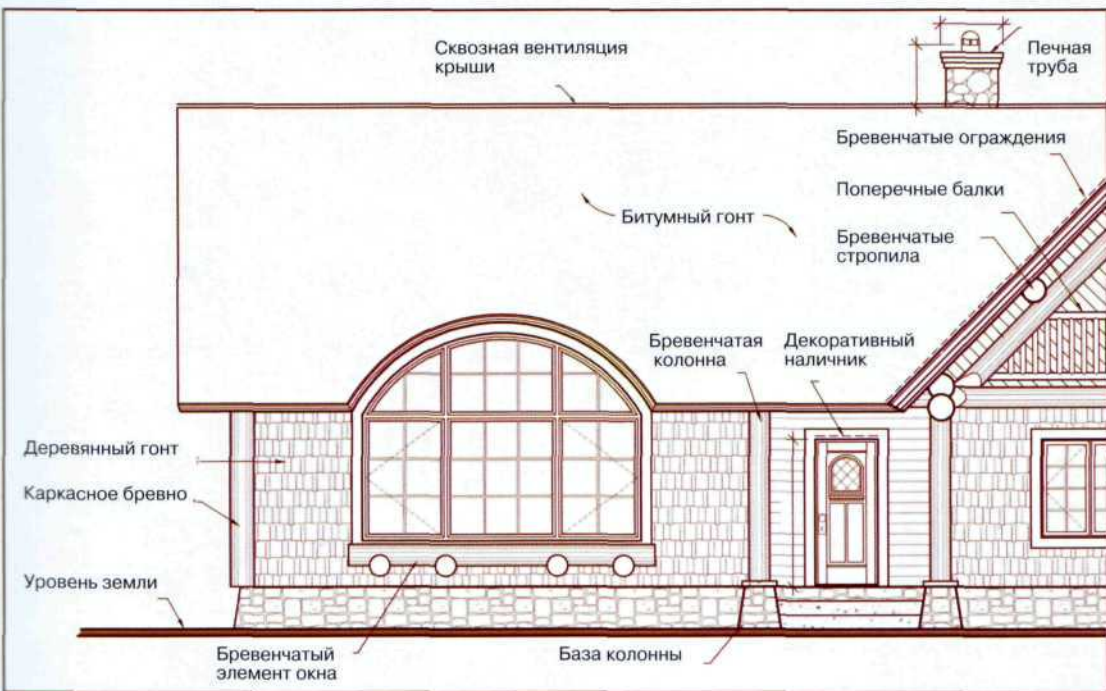 Сквозная вентиляция
крыши
Печная
труба
Бревенчатые ограждения
Поперечные балки
Битумный гонт
Бревенчатые
стропила
Бревенчатая
колонна
Декоративный
наличник
Деревянный гонт
Каркасное бревно
Уровень земли
Бревенчатый
элемент окна
База колонны